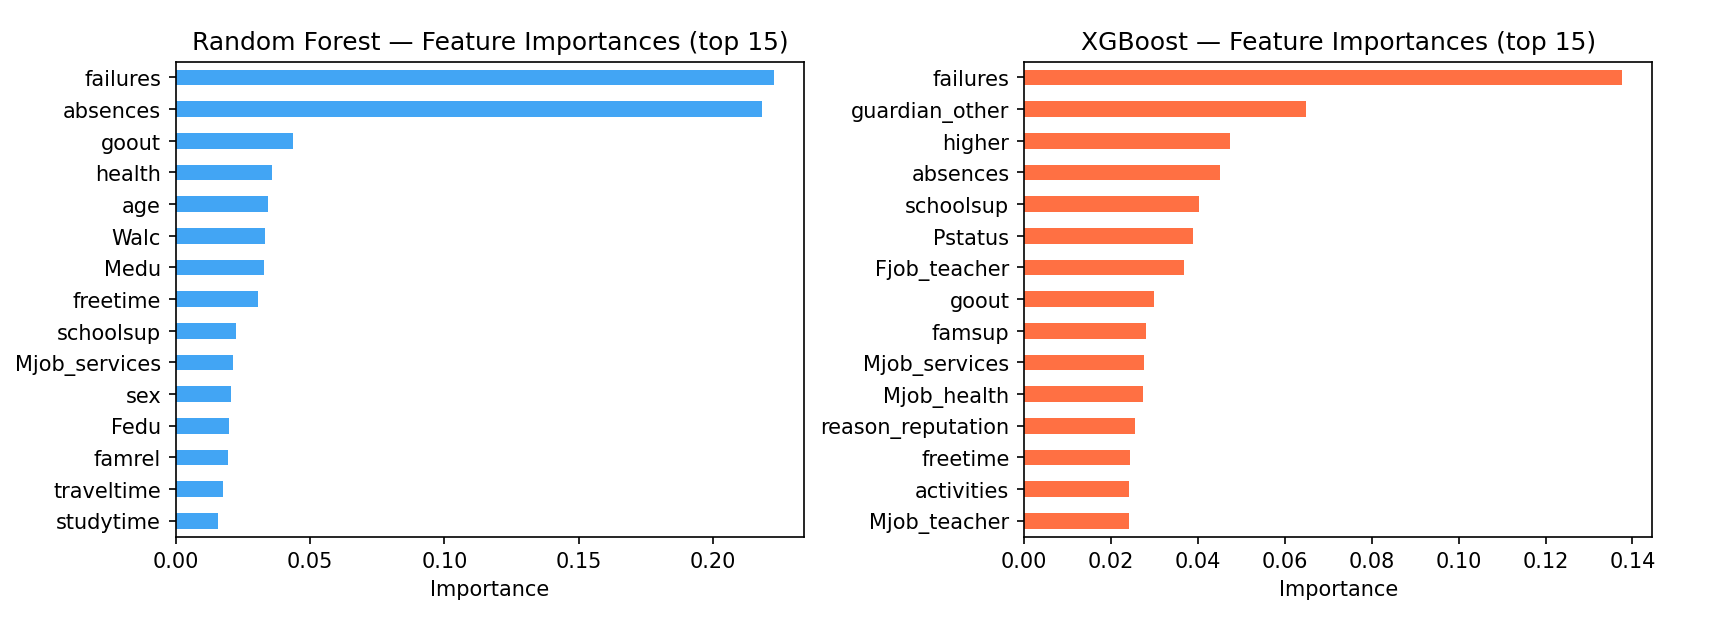 Random Forest — Feature Importances (top 15)
failures
absences
goout
health
age
Walc
Medu
freetime
schoolsup
Mjob_services
sex
Fedu
famrel
traveltime
studytime
0.00 0.05 0.10 0.15 0.20
Importance
XGBoost — Feature Importances (top 15)
failures
guardian_other
higher
absences
schoolsup
Pstatus
Fjob_teacher
goout
famsup
Mjob_services
Mjob_health
reason_reputation
freetime
activities
Mjob_teacher
0.00 0.02 0.04 0.06 0.08 0.10 0.12 0.14
Importance